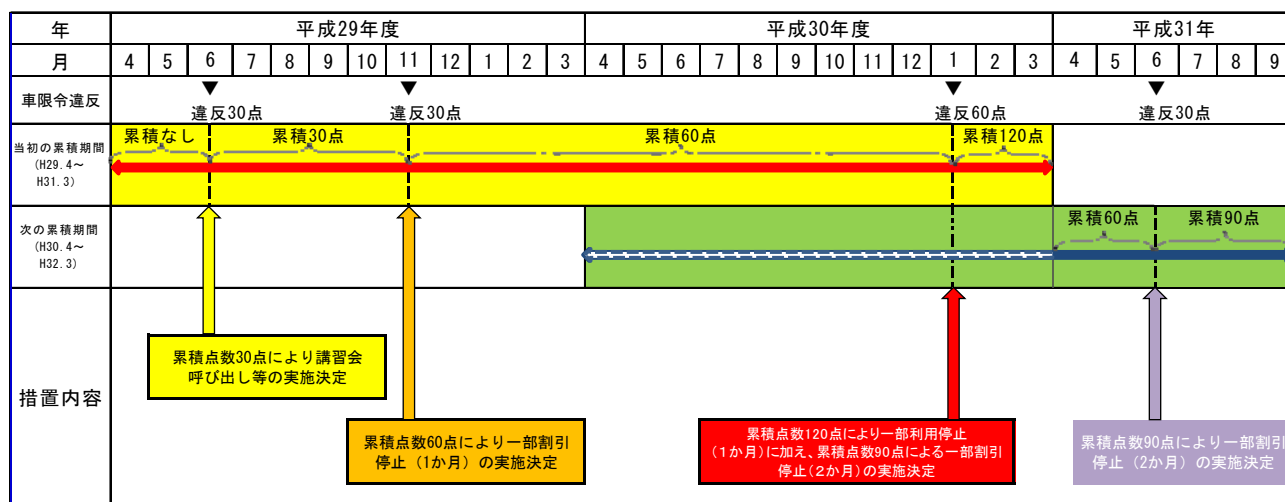 年 平成29年度 平成30年度 平成31年
月 4 5 6 7 8 9 10 11 12 1 2 3 4 5 6 7 8 9 10 11 12 1 2 3 4 5 6 7 8 9
車限令違反 ▼ ▼ ▼ ▼
違反30点 違反30点 違反60点 違反30点
累積なし 累積30点 累積60点 累積120点
当初の累積期間
(H29.4～
H31.3)
次の累積期間
(H30.4～
H32.3)
累積60点 累積90点
措置内容
累積点数30点により講習会
呼び出し等の実施決定
累積点数60点により一部割引
停止（1か月）の実施決定
累積点数120点により一部利用停止
（１か月）に加え、累積点数90点による一部割引
停止（２か月）の実施決定
累積点数90点により一部割引
停止（2か月）の実施決定